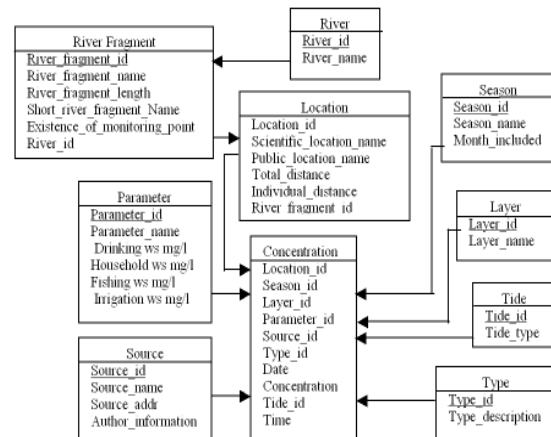 River
River_id
River_name
River Fragment
River_fragment_id
River_fragment_name
River_fragment_length
Short_river_fragment_Name
Existence_of_monitoring_point
River_id
Location
Location_id
Scientific_location_name
Public_location_name
Total_distance
Individual_distance
River_fragment_id
Season
Season_id
Season_name
Month_included
Parameter
Parameter_id
Parameter_name
Drinking ws mg/l
Household ws mg/l
Fishing ws mg/l
Irrigation ws mg/l
Layer
Layer_id
Layer_name
Concentration
Location_id
Season_id
Layer_id
Parameter_id
Source_id
Type_id
Date
Concentration
Tide_id
Time
Tide
Tide_id
Tide_type
Source
Source_id
Source_name
Source_addr
Author_information
Type
Type_id
Type_description